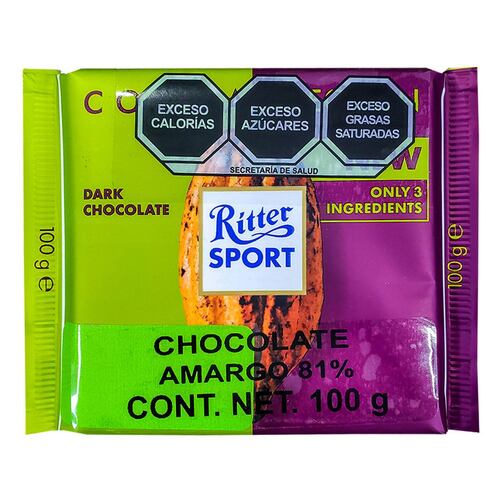 EXCESO
CALORÍAS
EXCESO
AZÚCARES
EXCESO
GRASAS
SATURADAS
SECRETARÍA DE SALUD
DARK
CHOCOLATE
ONLY 3
INGREDIENTS
Ritter
SPORT
100 g e
100 g e
CHOCOLATE
AMARGO 81%
CONT. NET. 100 g